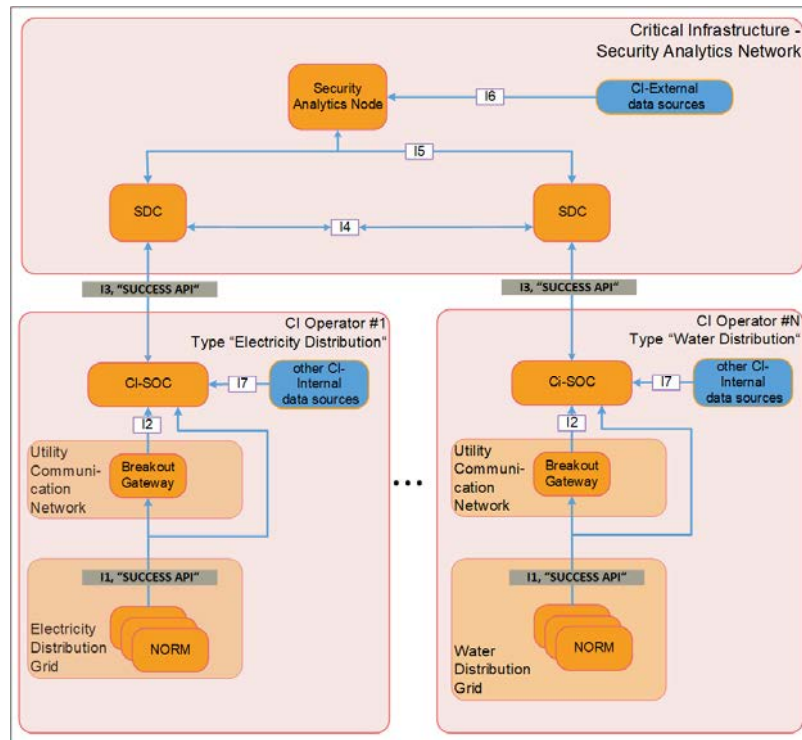 Critical Infrastructure -
Security Analytics Network
Security
Analytics Node
I6
CI-External
data sources
I5
SDC
SDC
I4
I3, "SUCCESS API"
I3, "SUCCESS API"
CI Operator #1
Type "Electricity Distribution"
CI-SOC
I7
other CI-
Internal
data sources
I2
Utility
Communi-
cation
Network
Breakout
Gateway
I1, "SUCCESS API"
Electricity
Distribution
Grid
NORM
...
CI Operator #N
Type "Water Distribution"
Ci-SOC
I7
other CI-
Internal
data sources
I2
Utility
Communi-
cation
Network
Breakout
Gateway
I1, "SUCCESS API"
Water
Distribution
Grid
NORM